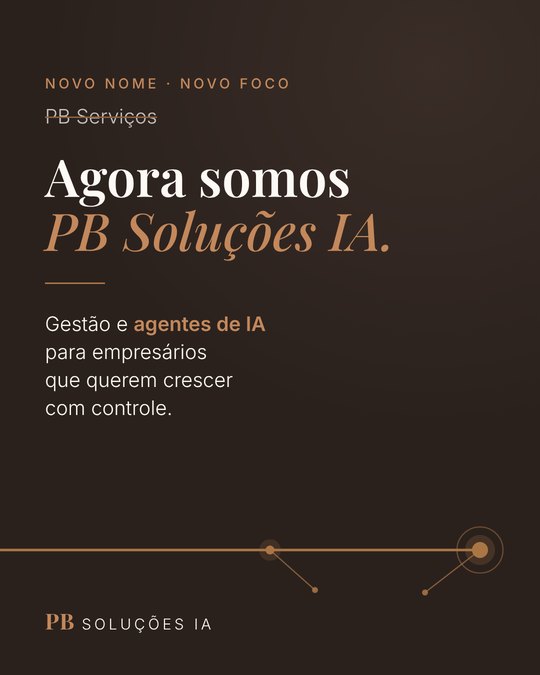 NOVO NOME · NOVO FOCO
PB Serviços
Agora somos
PB Soluções IA.
Gestão e agentes de IA
para empresários
que querem crescer
com controle.
PB SOLUÇÕES IA